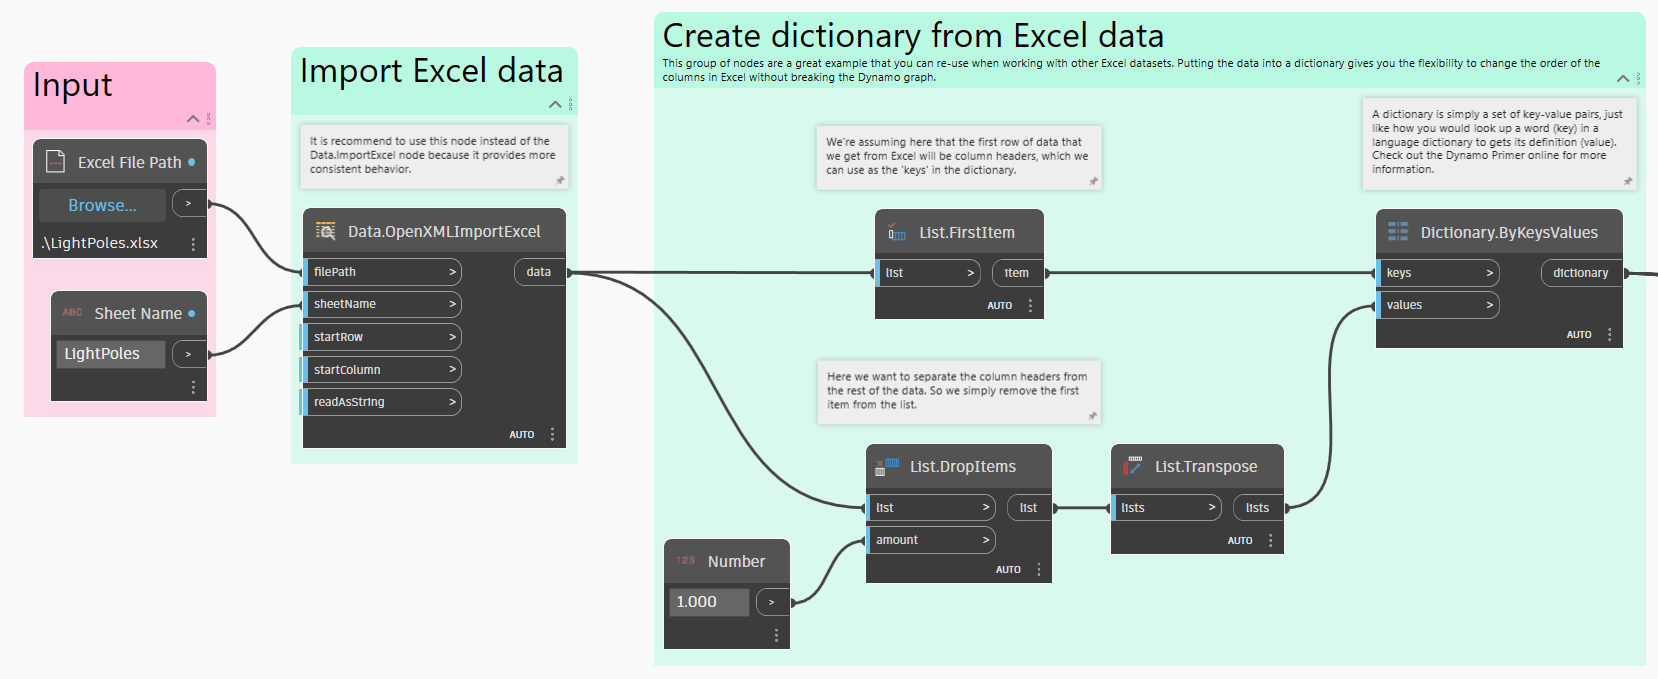 Input
Excel File Path
Browse...
>
.\LightPoles.xlsx
ABC Sheet Name
LightPoles
>
Import Excel data
It is recommend to use this node instead of the
Data.ImportExcel node because it provides more
consistent behavior.
Data.OpenXMLImportExcel
filePath >
data
sheetName >
startRow >
startColumn >
readAsString >
AUTO
Create dictionary from Excel data
This group of nodes are a great example that you can re-use when working with other Excel datasets. Putting the data into a dictionary gives you the flexibility to change the order of the
columns in Excel without breaking the Dynamo graph.
We're assuming here that the first row of data that
we get from Excel will be column headers, which we
can use as the 'keys' in the dictionary.
List.FirstItem
list >
item
AUTO
Here we want to separate the column headers from
the rest of the data. So we simply remove the first
item from the list.
List.DropItems
list >
list
amount >
AUTO
123 Number
1.000
>
List.Transpose
lists >
lists
AUTO
A dictionary is simply a set of key-value pairs, just
like how you would look up a word (key) in a
language dictionary to gets its definition (value).
Check out the Dynamo Primer online for more
information.
Dictionary.ByKeysValues
keys >
dictionary
values >
AUTO